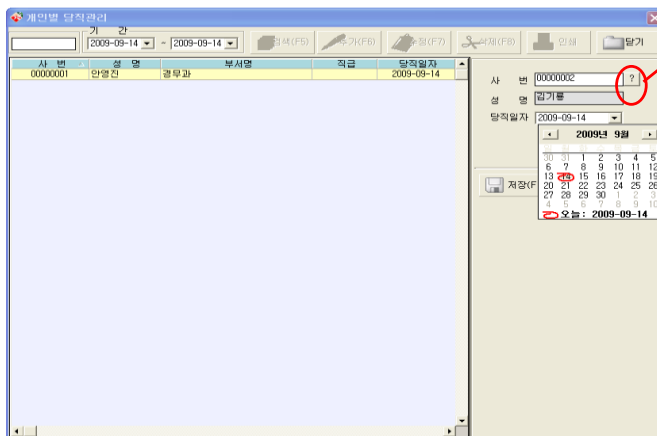 개인별 당직관리
기 간
2009-09-14 ~ 2009-09-14 검색(F5) 추가(F6) 수정(F7) 삭제(F8) 인쇄 닫기
사 번 성 명 부서명 직급 당직일자
00000001 안영진 경무과 2009-09-14
사 번 00000002 ?
성 명 김기룡
당직일자 2009-09-14
2009년 9월
30 31 1 2 3 4 5
6 7 8 9 10 11 12
13 14 15 16 17 18 19
20 21 22 23 24 25 26
27 28 29 30 1 2 3
4 5 6 7 8 9 10
오늘: 2009-09-14
저장(F